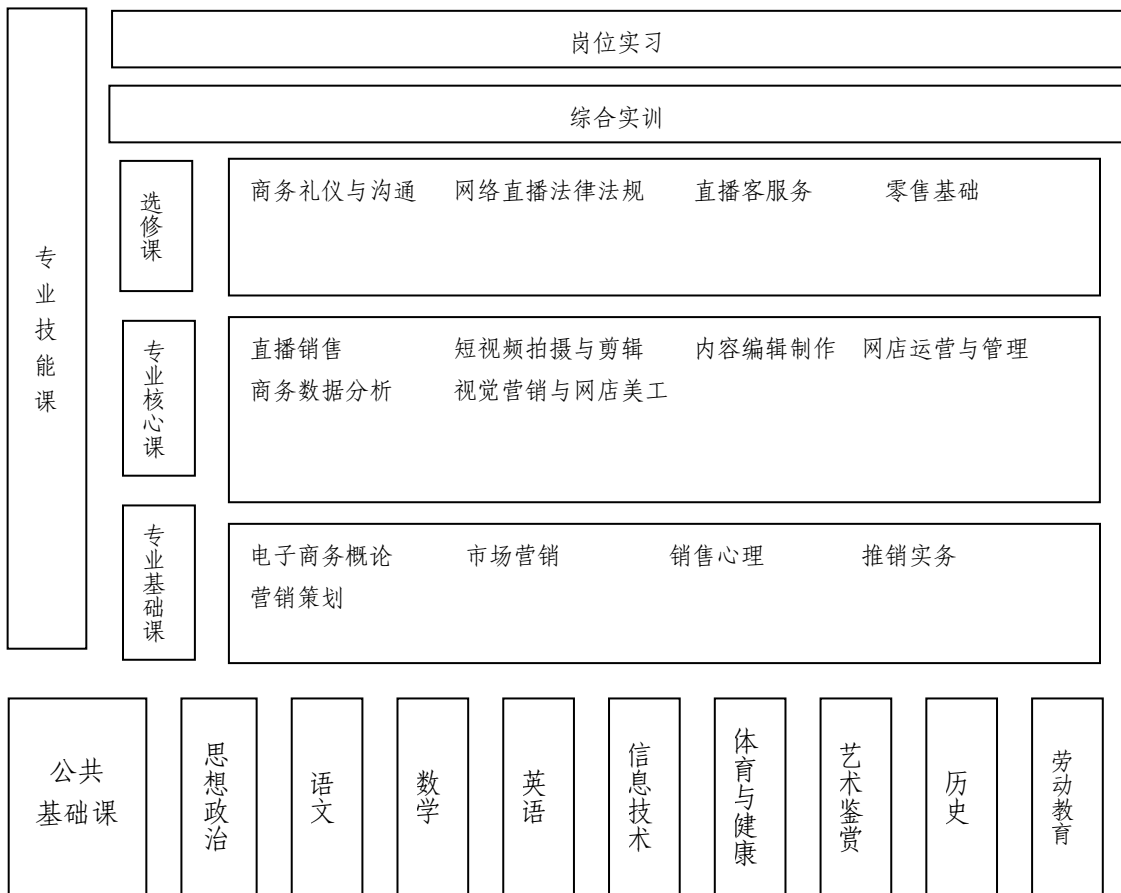 岗位实习
综合实训
专业技能课
选修课
商务礼仪与沟通 网络直播法律法规 直播客服务 零售基础
专业核心课
直播销售 短视频拍摄与剪辑 内容编辑制作 网店运营与管理
商务数据分析 视觉营销与网店美工
专业基础课
电子商务概论 市场营销 销售心理 推销实务
营销策划
公共
基础课
思想政治
语文
数学
英语
信息技术
体育与健康
艺术鉴赏
历史
劳动教育